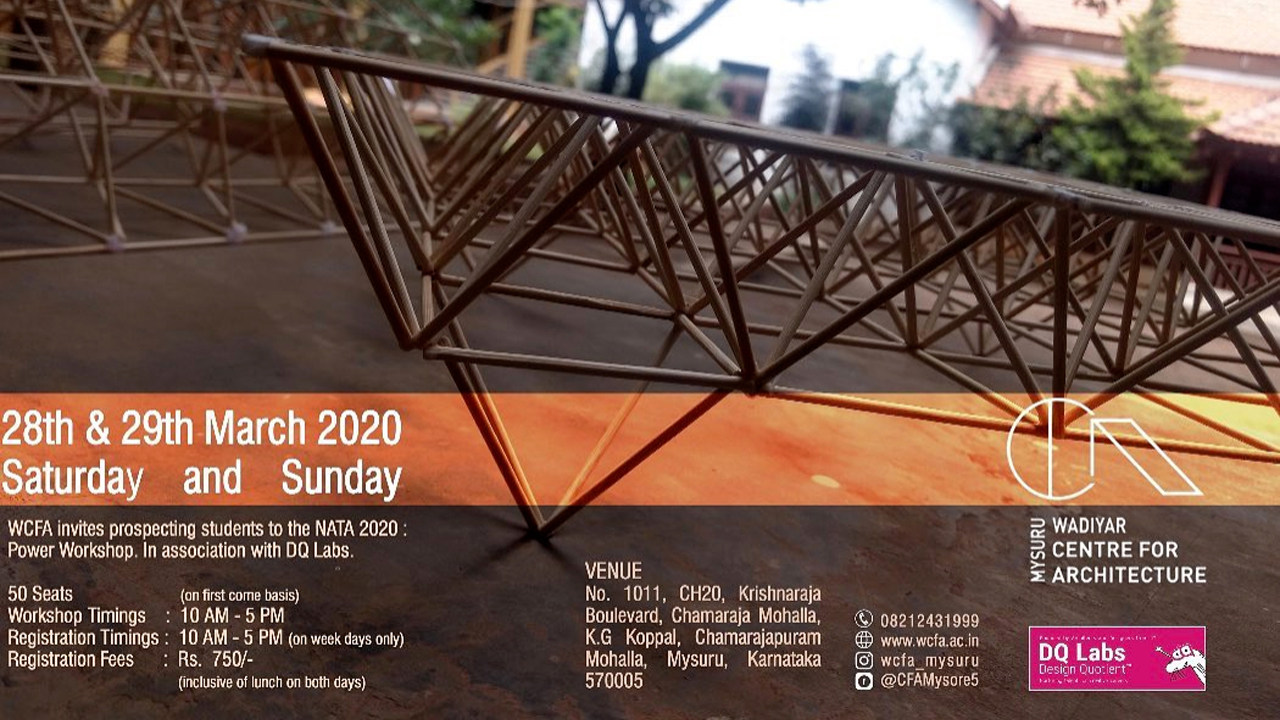 28th & 29th March 2020
Saturday and Sunday
WCFA invites prospecting students to the NATA 2020 :
Power Workshop. In association with DQ Labs.
50 Seats (on first come basis)
Workshop Timings : 10 AM - 5 PM
Registration Timings : 10 AM - 5 PM (on week days only)
Registration Fees : Rs. 750/-
(inclusive of lunch on both days)
VENUE
No. 1011, CH20, Krishnaraja
Boulevard, Chamaraja Mohalla,
K.G Koppal, Chamarajapuram
Mohalla, Mysuru, Karnataka
570005
08212431999
www.wcfa.ac.in
wcfa_mysuru
@CFAMysore5
MYSURU
WADIYAR
CENTRE FOR
ARCHITECTURE
DQ Labs
Design Quotient™